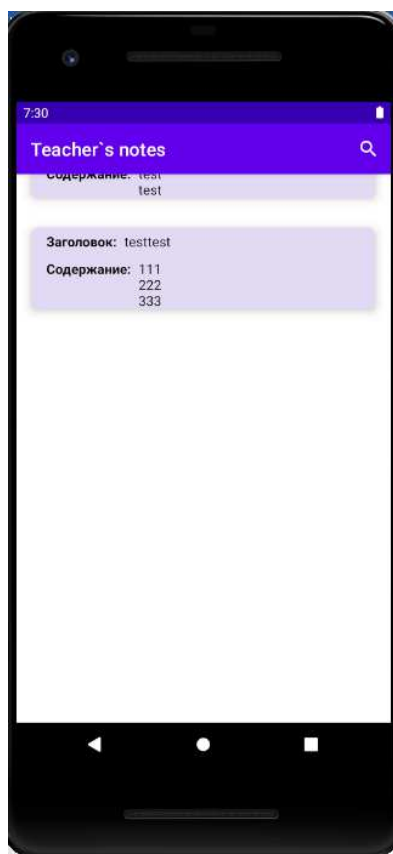 7:30
Teacher`s notes
Содержание: test
test
Заголовок: testtest
Содержание: 111
222
333